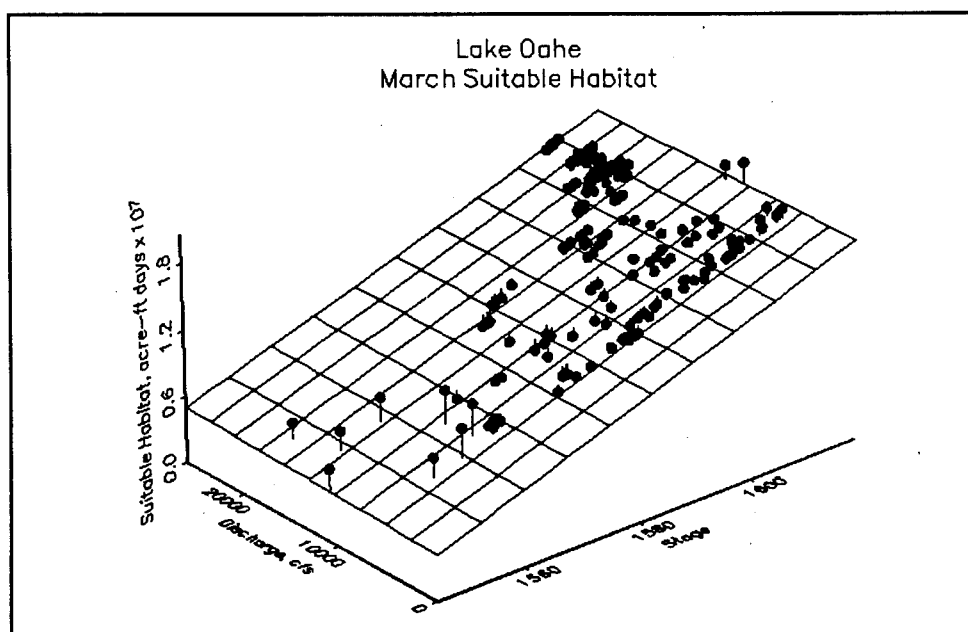 Lake Oahe
March Suitable Habitat
Suitable Habitat, acre-ft days x 107
1.8
1.2
0.6
0.0
20000
10000
0
Discharge, cfs
1560
1580
1600
Stage